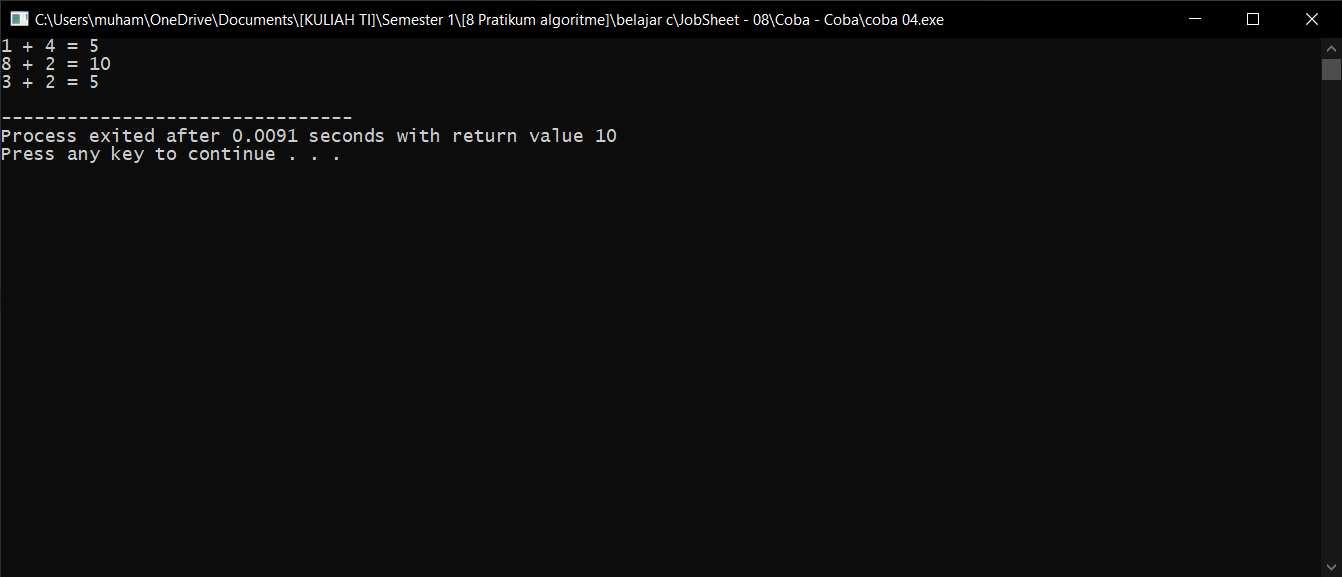 C:\Users\muham\OneDrive\Documents\[KULIAH TI]\Semester 1\[8 Pratikum algoritme]\belajar c\JobSheet - 08\Coba - Coba\coba 04.exe
1 + 4 = 5
8 + 2 = 10
3 + 2 = 5
--------------------------------
Process exited after 0.0091 seconds with return value 10
Press any key to continue . . .